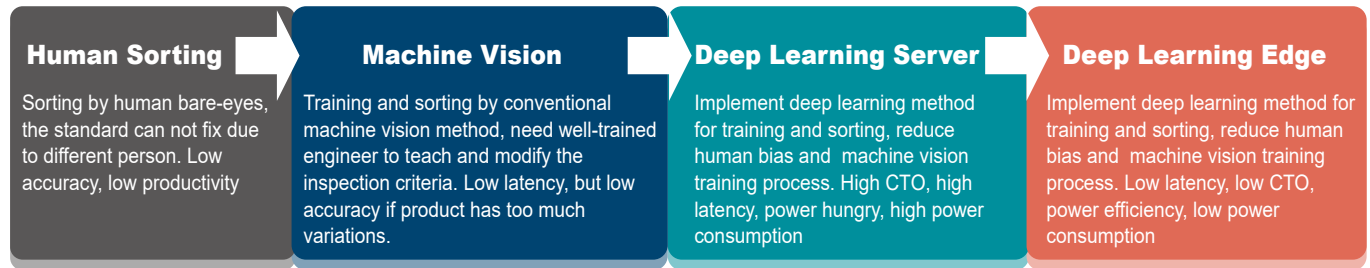 Human Sorting
Sorting by human bare-eyes,
the standard can not fix due
to different person. Low
accuracy, low productivity
Machine Vision
Training and sorting by conventional
machine vision method, need well-trained
engineer to teach and modify the
inspection criteria. Low latency, but low
accuracy if product has too much
variations.
Deep Learning Server
Implement deep learning method
for training and sorting, reduce
human bias and  machine vision
training process. High CTO, high
latency, power hungry, high power
consumption
Deep Learning Edge
Implement deep learning method for
training and sorting, reduce human
bias and  machine vision training
process. Low latency, low CTO,
power efficiency, low power
consumption